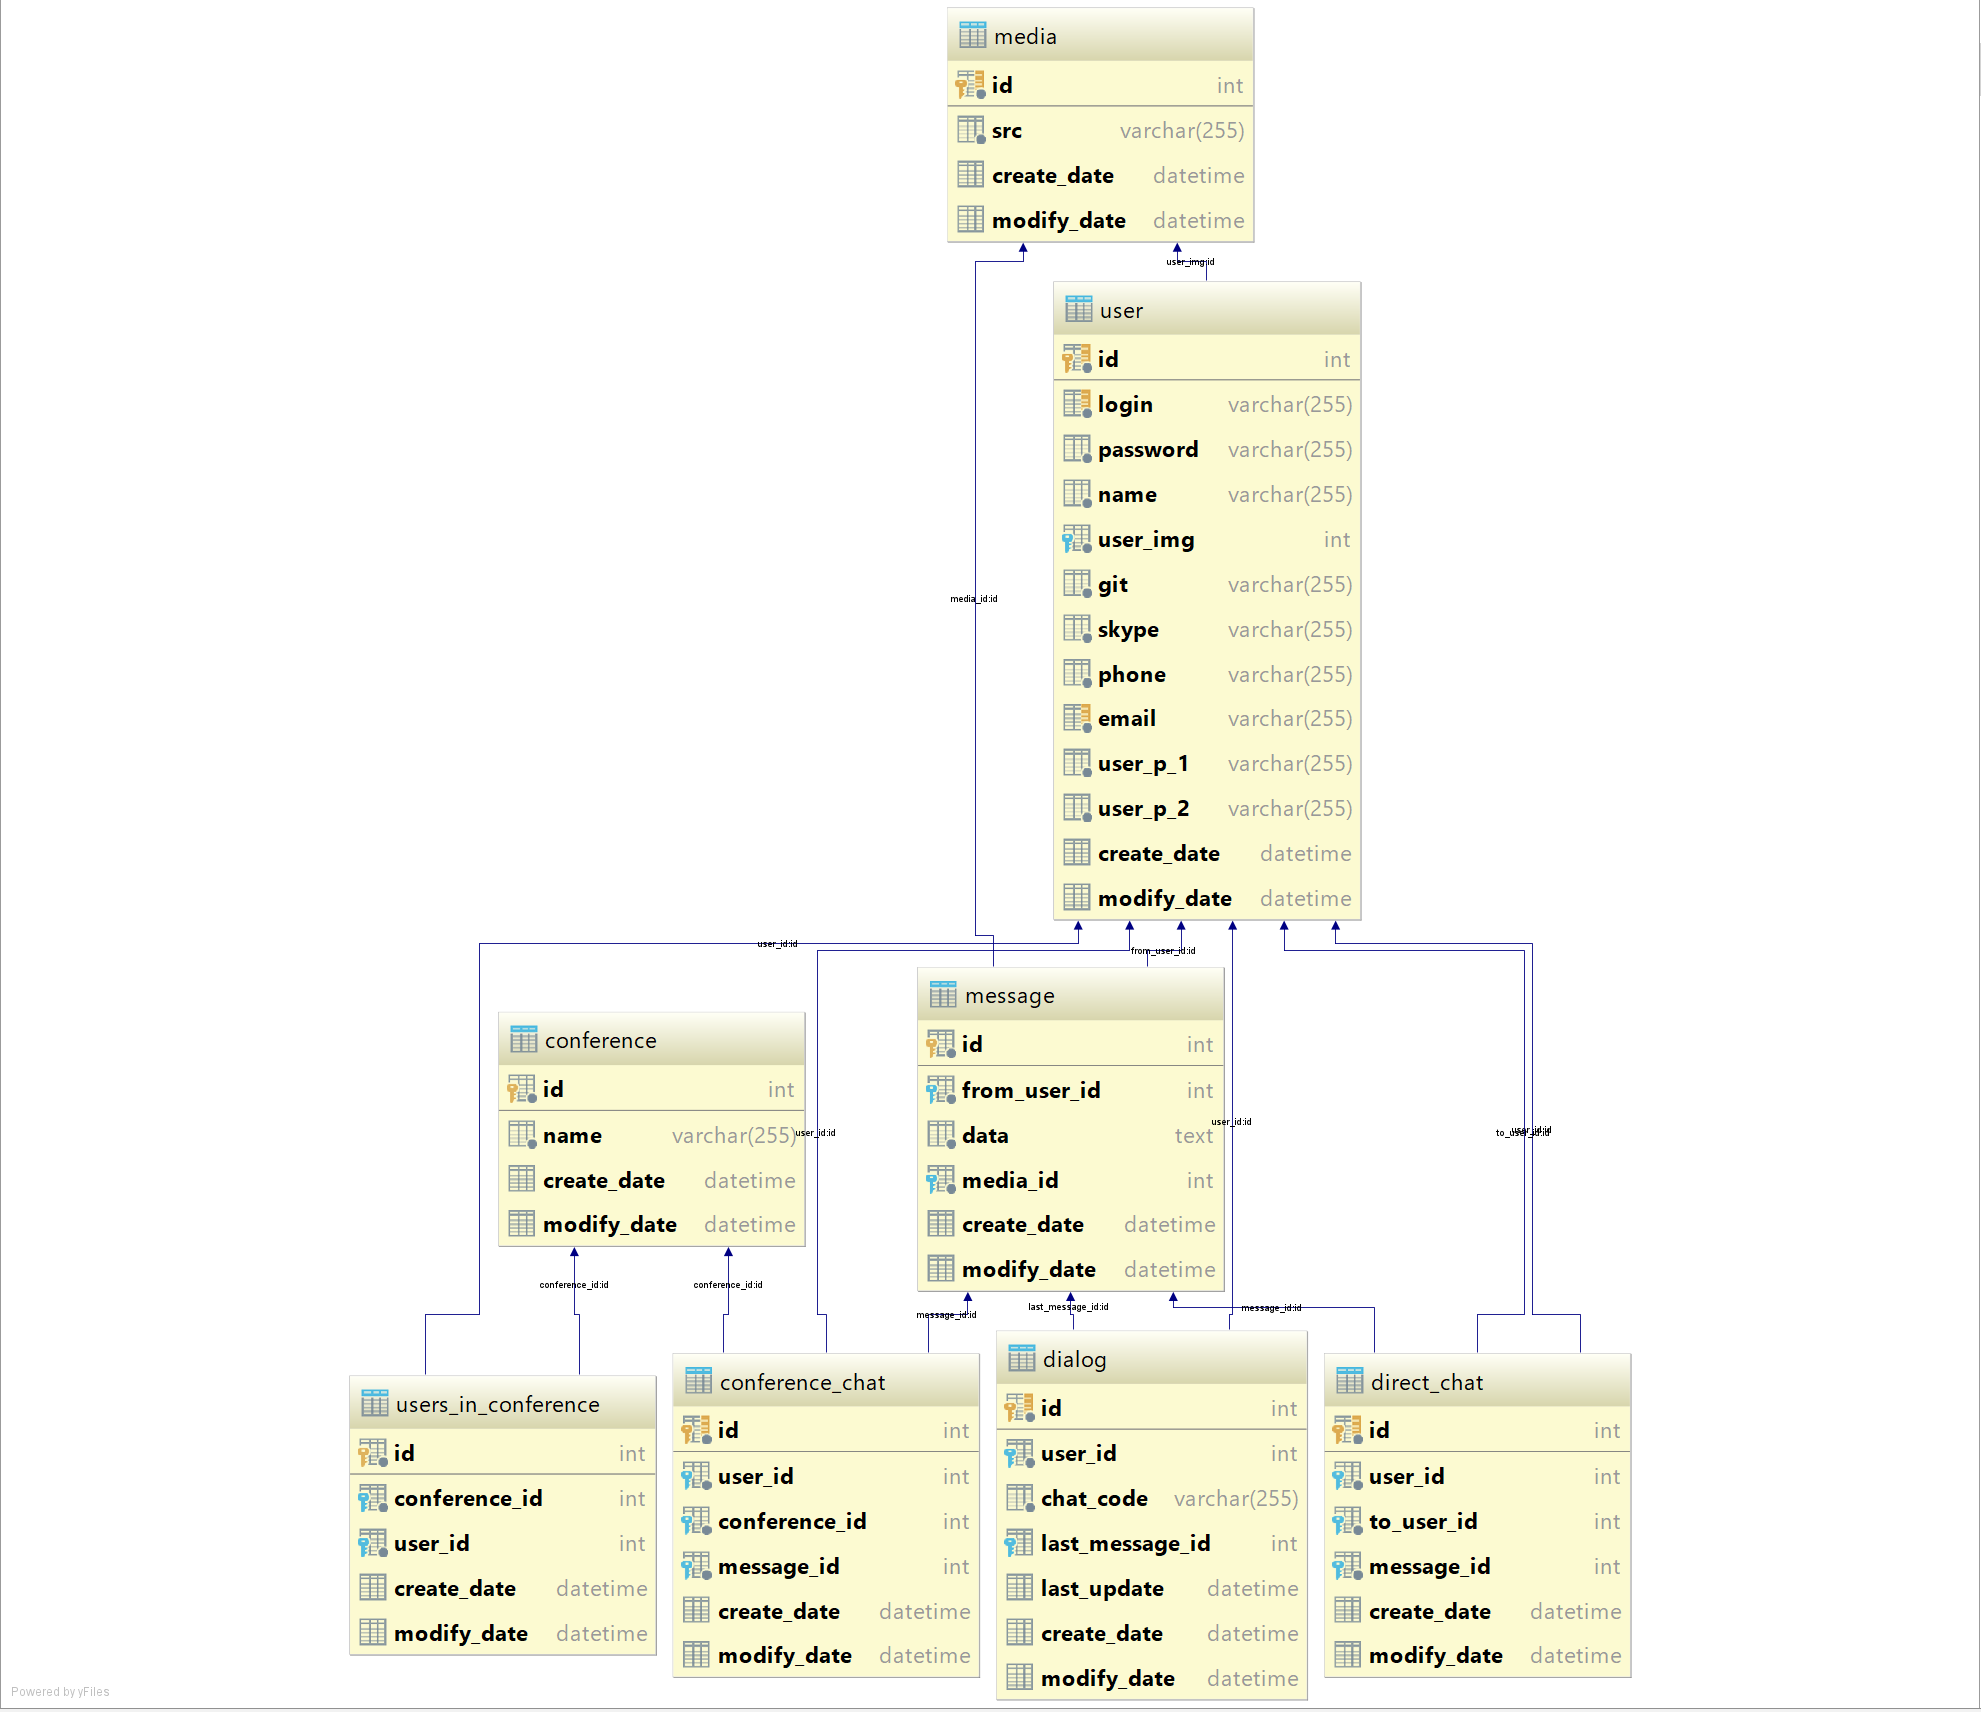 media
id int
src varchar(255)
create_date datetime
modify_date datetime
user_img:id
user
id int
login varchar(255)
password varchar(255)
name varchar(255)
user_img int
git varchar(255)
skype varchar(255)
phone varchar(255)
email varchar(255)
user_p_1 varchar(255)
user_p_2 varchar(255)
create_date datetime
modify_date datetime
media_id:id
user_id:id
from_user_id:id
message
id int
from_user_id int
data text
media_id int
create_date datetime
modify_date datetime
conference
id int
name varchar(255)
create_date datetime
modify_date datetime
user_id:id
user_id:id
user_id:id
to_user_id:id
conference_id:id
conference_id:id
message_id:id
last_message_id:id
message_id:id
users_in_conference
id int
conference_id int
user_id int
create_date datetime
modify_date datetime
conference_chat
id int
user_id int
conference_id int
message_id int
create_date datetime
modify_date datetime
dialog
id int
user_id int
chat_code varchar(255)
last_message_id int
last_update datetime
create_date datetime
modify_date datetime
direct_chat
id int
user_id int
to_user_id int
message_id int
create_date datetime
modify_date datetime
Powered by yFiles